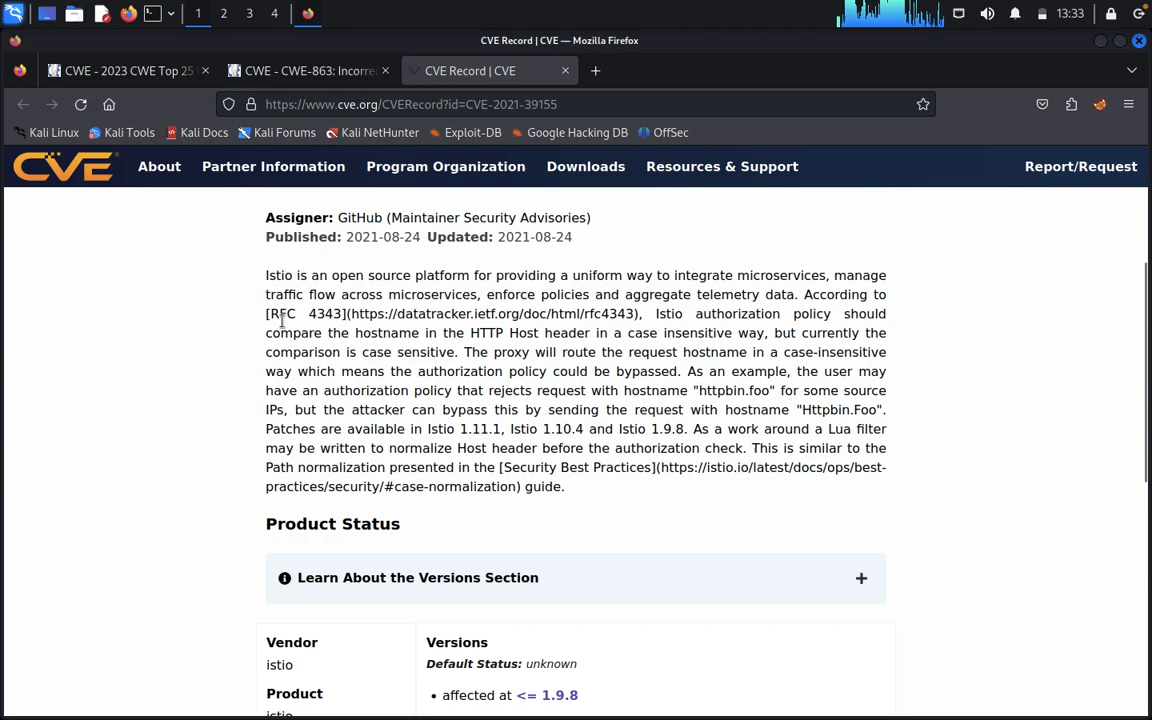 1 2 3 4 13:33
CVE Record | CVE — Mozilla Firefox
CWE - 2023 CWE Top 25 CWE - CWE-863: Incorre CVE Record | CVE
https://www.cve.org/CVERecord?id=CVE-2021-39155
Kali Linux Kali Tools Kali Docs Kali Forums Kali NetHunter Exploit-DB Google Hacking DB OffSec
CVE About Partner Information Program Organization Downloads Resources & Support Report/Request
Assigner: GitHub (Maintainer Security Advisories)
Published: 2021-08-24 Updated: 2021-08-24
Istio is an open source platform for providing a uniform way to integrate microservices, manage
traffic flow across microservices, enforce policies and aggregate telemetry data. According to
[RFC 4343](https://datatracker.ietf.org/doc/html/rfc4343), Istio authorization policy should
compare the hostname in the HTTP Host header in a case insensitive way, but currently the
comparison is case sensitive. The proxy will route the request hostname in a case-insensitive
way which means the authorization policy could be bypassed. As an example, the user may
have an authorization policy that rejects request with hostname "httpbin.foo" for some source
IPs, but the attacker can bypass this by sending the request with hostname "Httpbin.Foo".
Patches are available in Istio 1.11.1, Istio 1.10.4 and Istio 1.9.8. As a work around a Lua filter
may be written to normalize Host header before the authorization check. This is similar to the
Path normalization presented in the [Security Best Practices](https://istio.io/latest/docs/ops/best-
practices/security/#case-normalization) guide.
Product Status
Learn About the Versions Section +
Vendor
istio
Product
istio
Versions
Default Status: unknown
• affected at <= 1.9.8